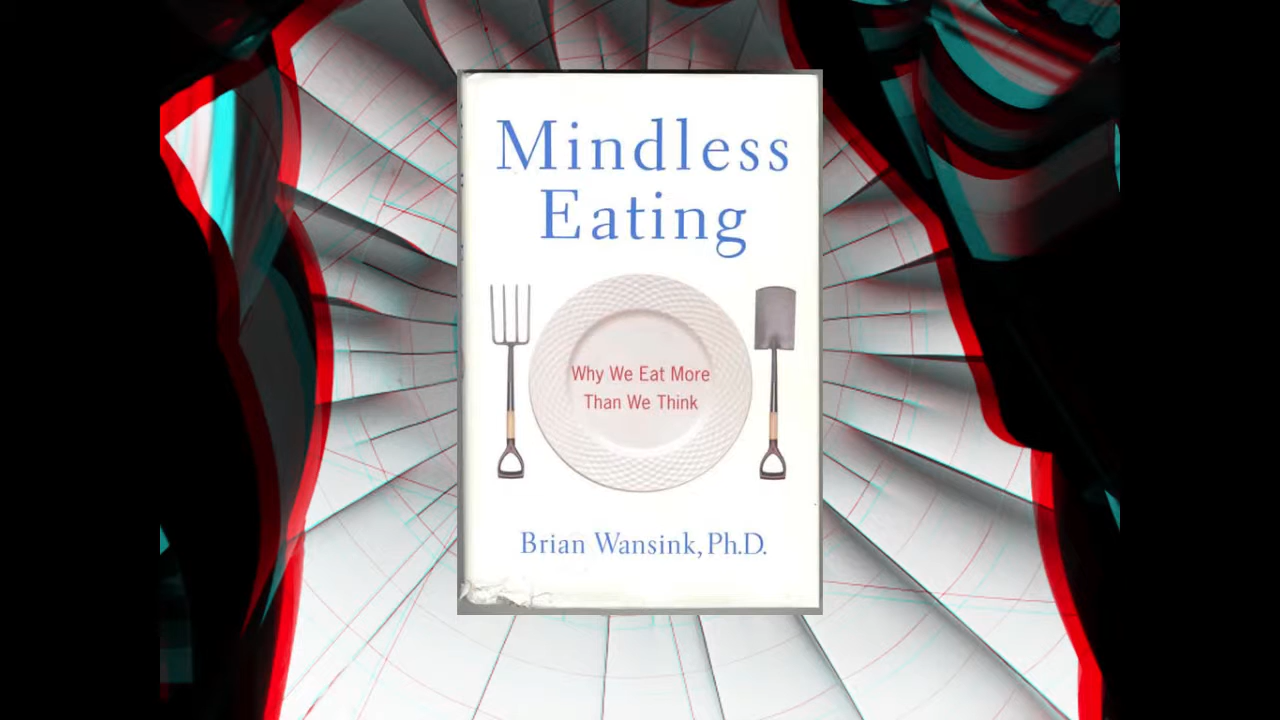 Mindless
Eating
Why We Eat More
Than We Think
Brian Wansink, Ph.D.